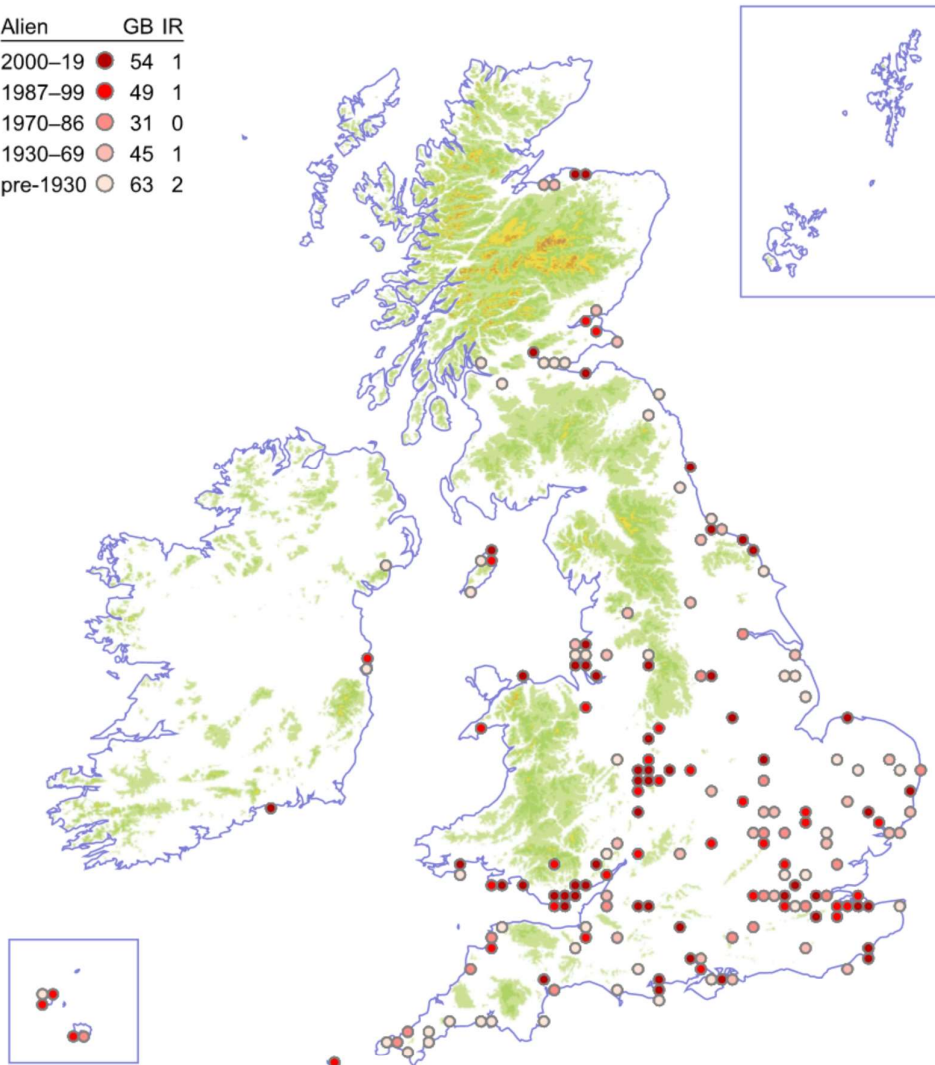 Alien GB IR
2000–19 54 1
1987–99 49 1
1970–86 31 0
1930–69 45 1
pre-1930 63 2